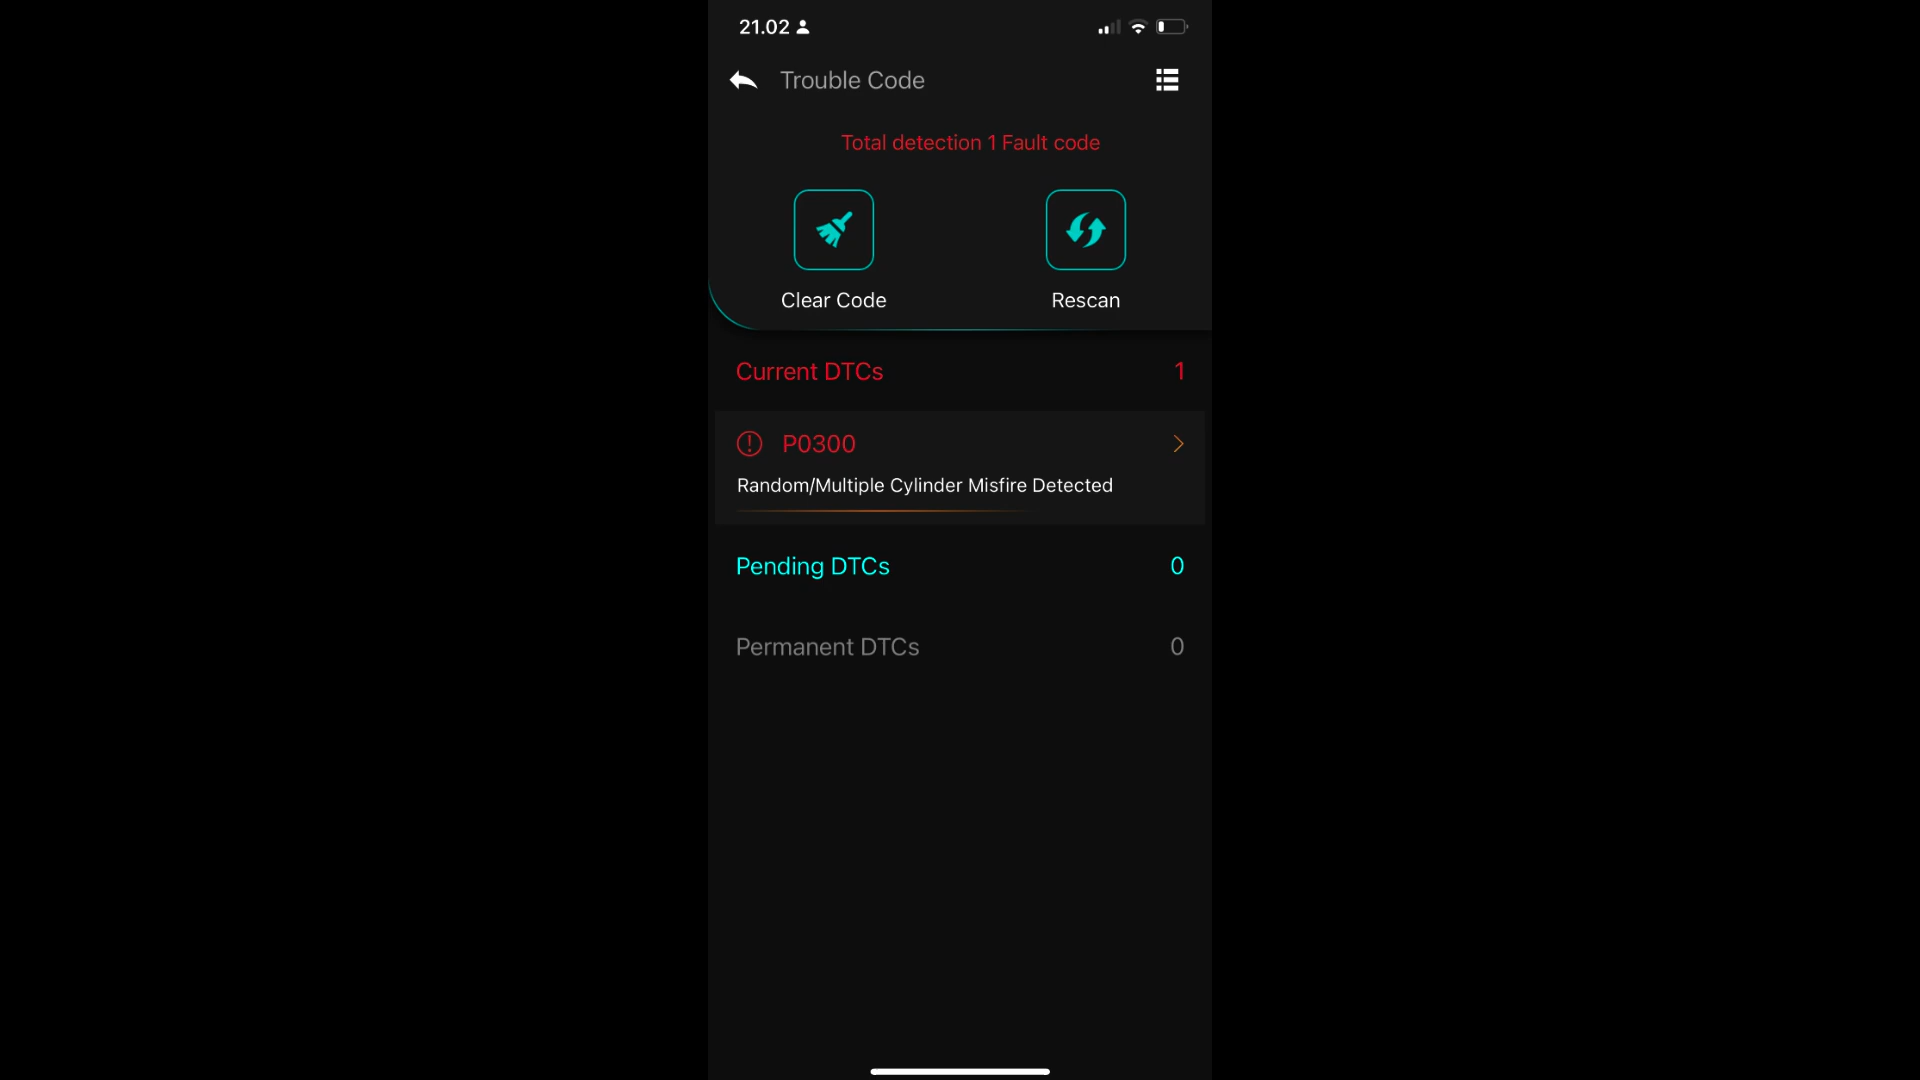 21.02
Trouble Code
Total detection 1 Fault code
Clear Code
Rescan
Current DTCs 1
P0300
Random/Multiple Cylinder Misfire Detected
Pending DTCs 0
Permanent DTCs 0